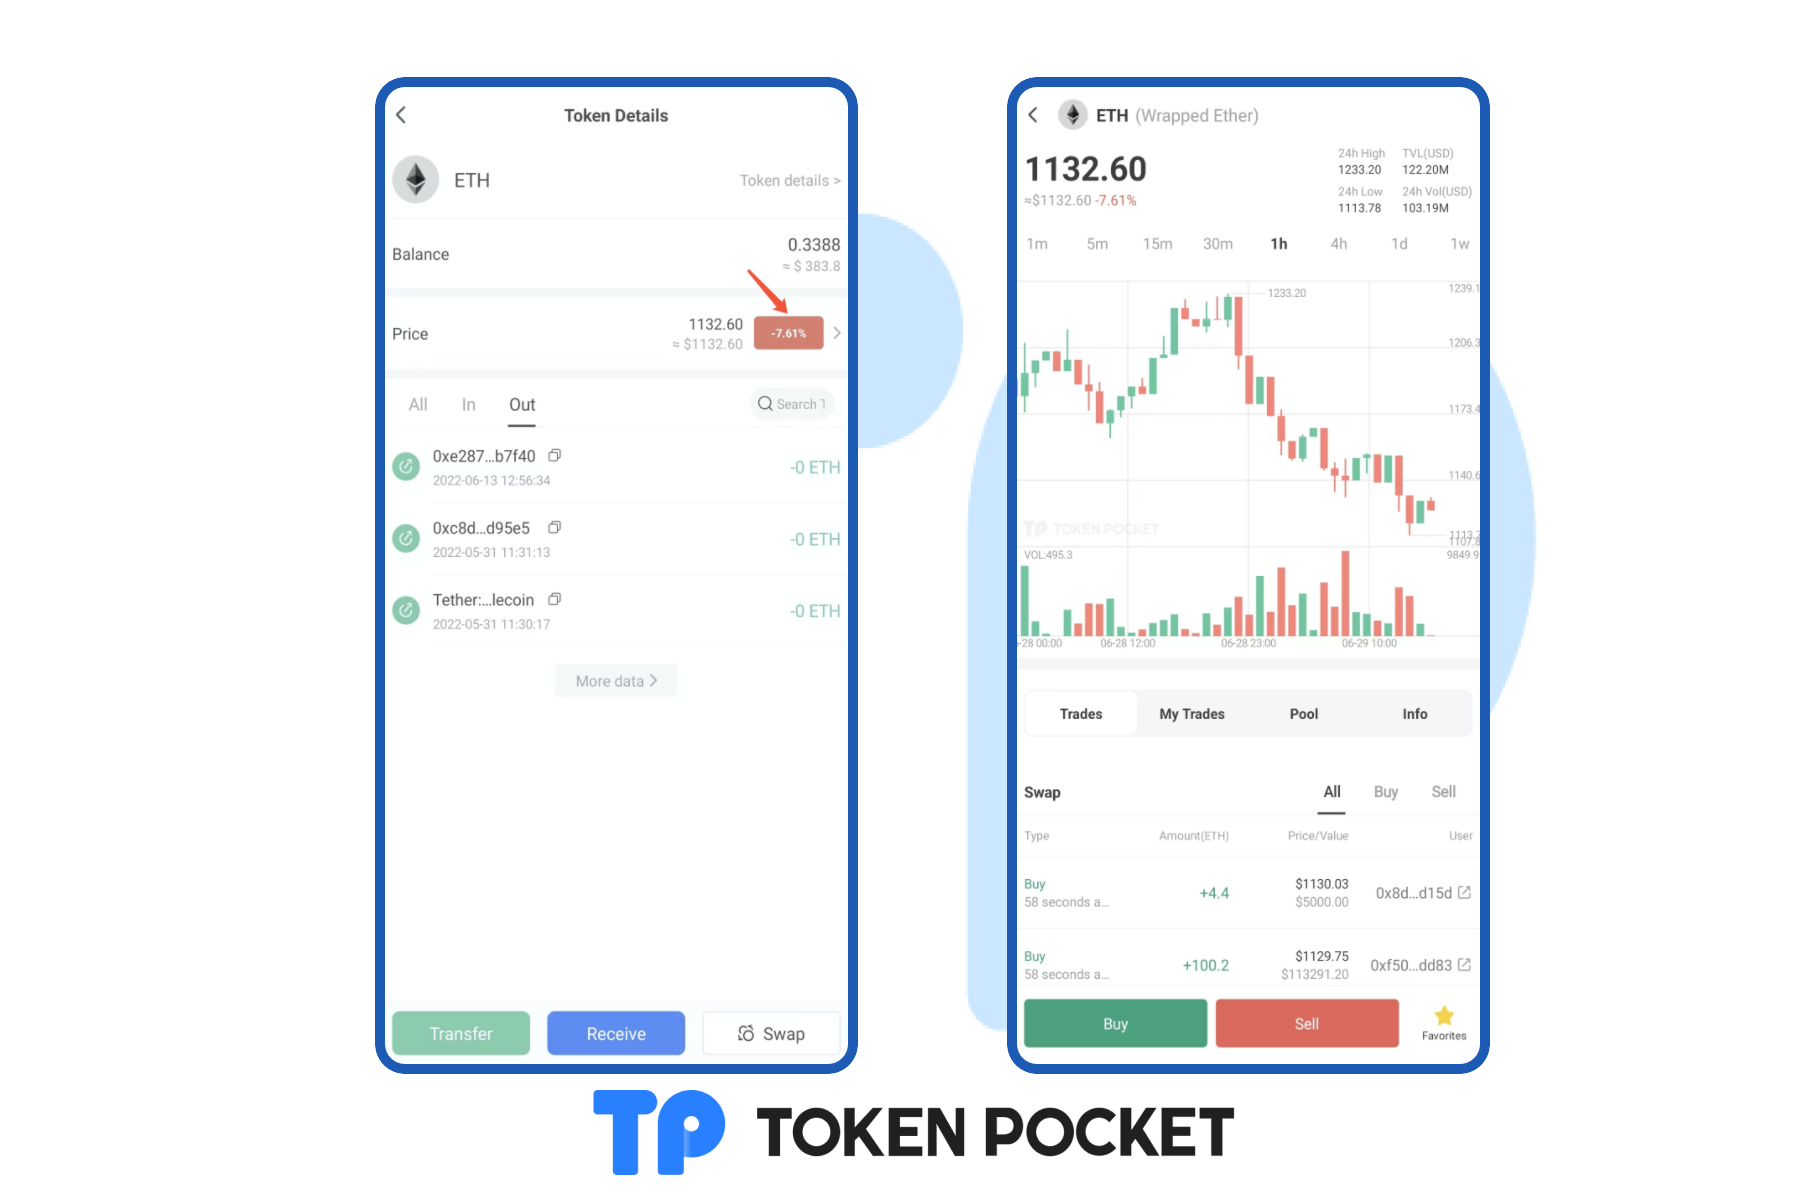 Token Details
ETH
Token details >
Balance
0.3388
≈ $ 383.8
Price
1132.60
≈ $1132.60
-7.61%
All In Out
Search
0xe287...b7f40
2022-06-13 12:56:34
-0 ETH
0xc8d...d95e5
2022-05-31 11:31:13
-0 ETH
Tether:...lecoin
2022-05-31 11:30:17
-0 ETH
More data
Transfer
Receive
Swap
ETH (Wrapped Ether)
1132.60
≈$1132.60 -7.61%
24h High TVL(USD)
1233.20 122.20M
24h Low 24h Vol(USD)
1113.78 103.19M
1m 5m 15m 30m 1h 4h 1d 1w
1233.20
1239.1
1206.3
1173.4
1140.6
TP TOKEN POCKET
1113.2
1107.8
VOL:495.3
9849.9
-28 00:00 06-28 12:00 06-28 23:00 06-29 10:00
Trades My Trades Pool Info
Swap
All Buy Sell
Type Amount(ETH) Price/Value User
Buy
58 seconds a...
+4.4
$1130.03
$5000.00
0x8d...d15d
Buy
58 seconds a...
+100.2
$1129.75
$113291.20
0xf50...dd83
Buy
Sell
Favorites
TP TOKEN POCKET